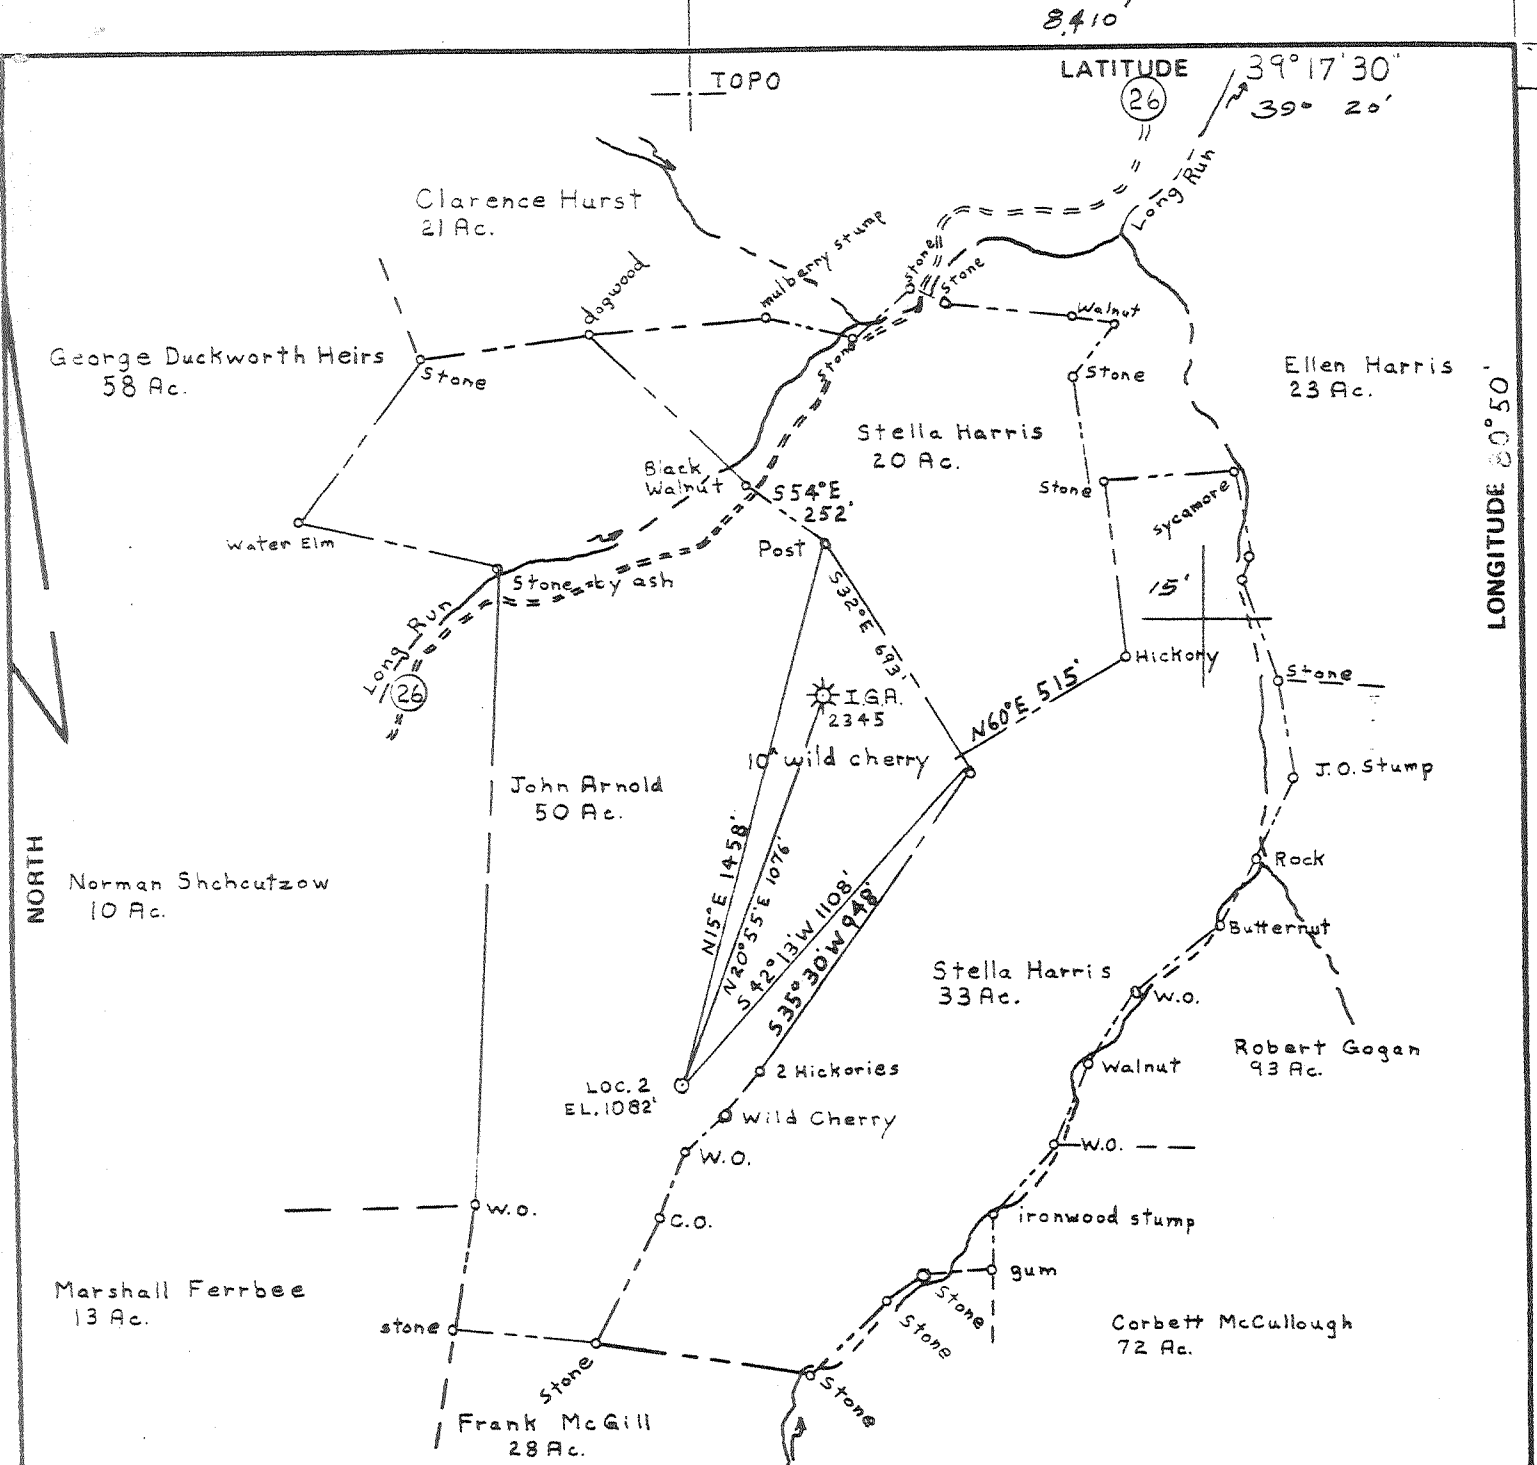 8,410'
TOPO
LATITUDE 39°17'30"
39° 20'
26
Long Run
Clarence Hurst
21 Ac.
mulberry stump
dogwood
Stone
Stone
Walnut
George Duckworth Heirs
58 Ac.
Stone
Stone
Stone
Ellen Harris
23 Ac.
LONGITUDE 80°50'
Stella Harris
20 Ac.
Black
Walnut
S54°E
252'
Stone
sycamore
Water Elm
Post
Stone by ash
15'
S32°E 693'
Long Run
26
Hickory
Stone
I.G.A.
2345
N60°E 515'
10" wild cherry
J.O. Stump
John Arnold
50 Ac.
NORTH
Norman Shchcutzow
10 Ac.
N15°E 1458'
N20°55'E 1076'
S42°13'W 1108'
S35°30'W 948'
Rock
Butternut
Stella Harris
33 Ac.
W.O.
Robert Gogan
93 Ac.
Walnut
LOC. 2
EL. 1082'
2 Hickories
Wild Cherry
W.O.
W.O.
W.O.
C.O.
ironwood stump
gum
Marshall Ferrbee
13 Ac.
stone
Stone
Stone
Corbett McCullough
72 Ac.
Stone
Stone
Frank McGill
28 Ac.